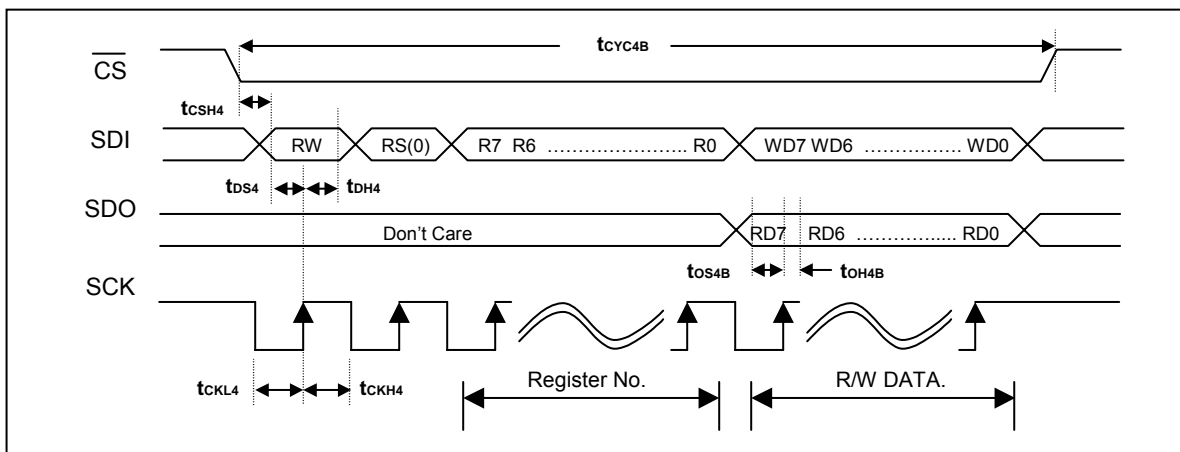 tCYC4B
CS
tCSH4
SDI
RW RS(0) R7 R6 ........................ R0 WD7 WD6 ................. WD0
tDS4 tDH4
SDO
Don't Care RD7 RD6 ................. RD0
tOS4B tOH4B
SCK
tCKL4 tCKH4 Register No. R/W DATA.